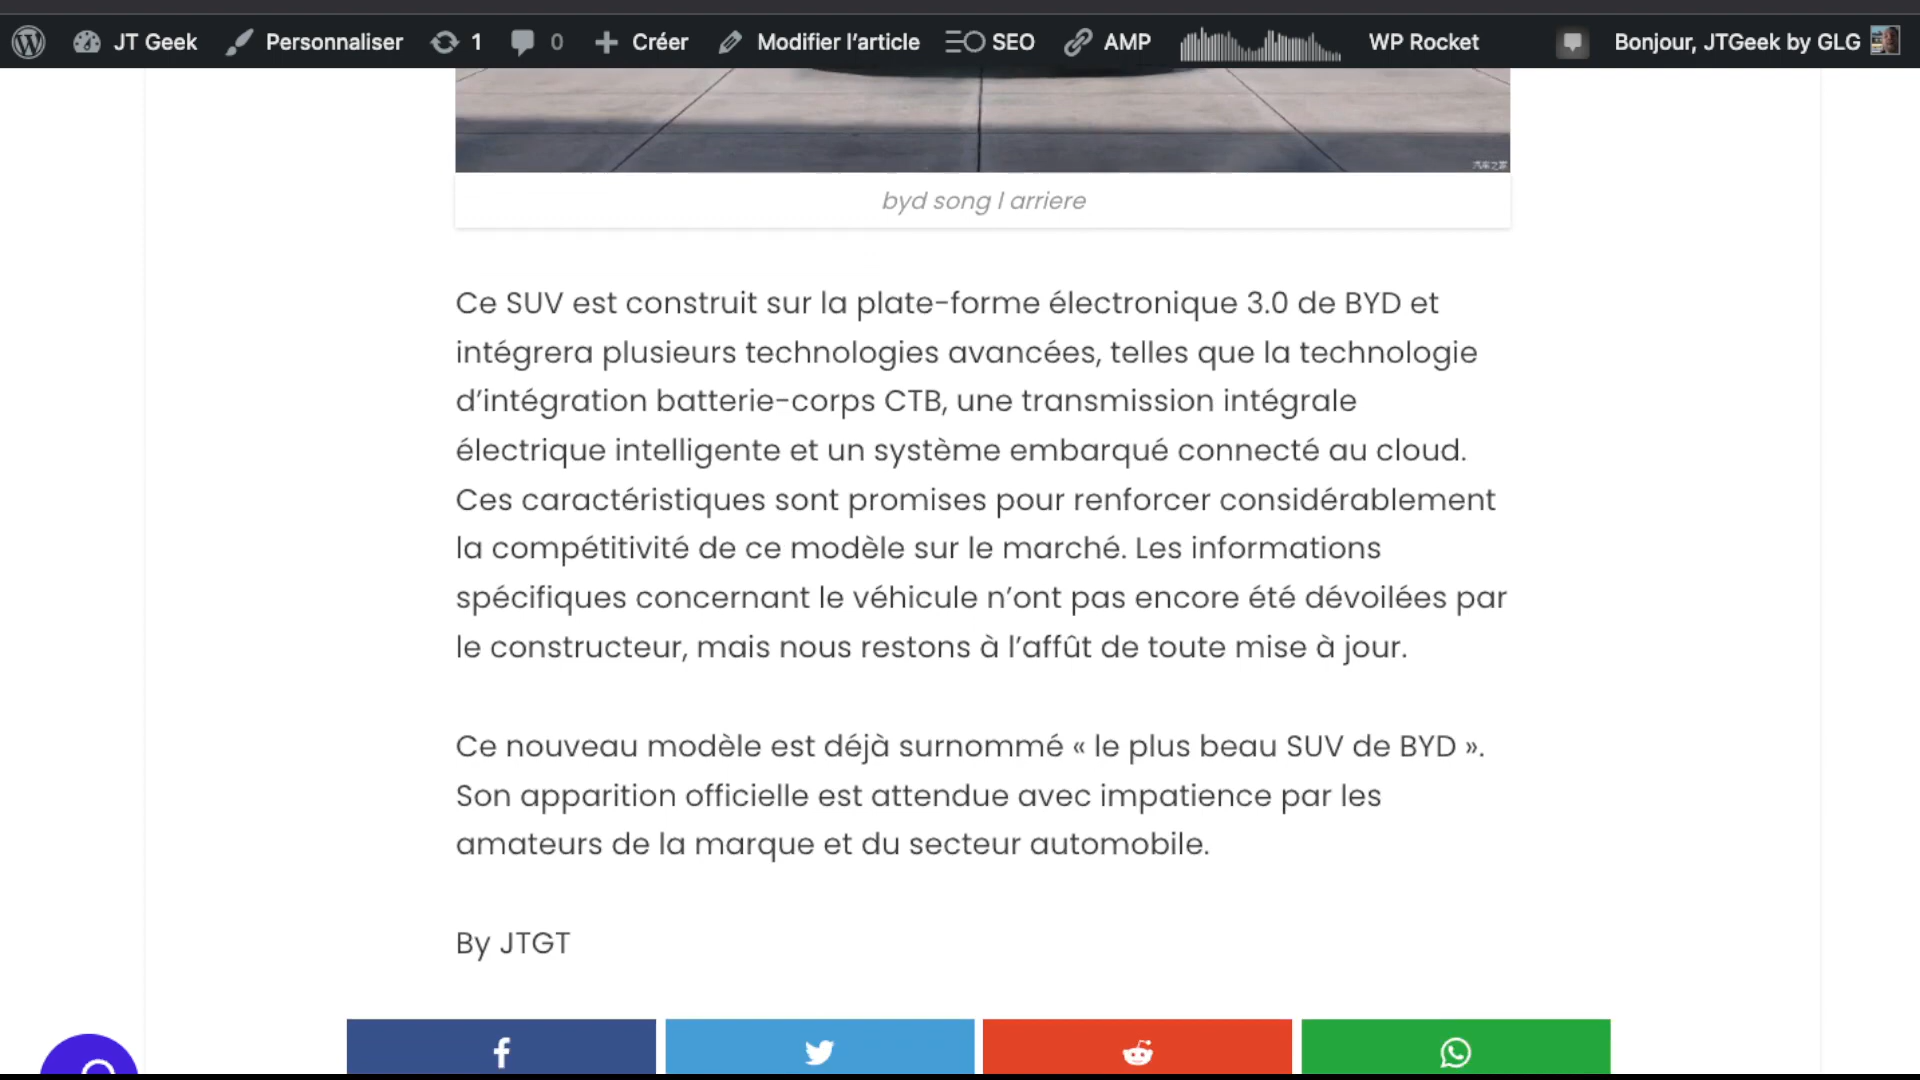 JT Geek Personnaliser 1 0 Créer Modifier l’article SEO AMP WP Rocket Bonjour, JTGeek by GLG
汽车之家
byd song l arriere
Ce SUV est construit sur la plate-forme électronique 3.0 de BYD et
intégrera plusieurs technologies avancées, telles que la technologie
d’intégration batterie-corps CTB, une transmission intégrale
électrique intelligente et un système embarqué connecté au cloud.
Ces caractéristiques sont promises pour renforcer considérablement
la compétitivité de ce modèle sur le marché. Les informations
spécifiques concernant le véhicule n’ont pas encore été dévoilées par
le constructeur, mais nous restons à l’affût de toute mise à jour.
Ce nouveau modèle est déjà surnommé « le plus beau SUV de BYD ».
Son apparition officielle est attendue avec impatience par les
amateurs de la marque et du secteur automobile.
By JTGT